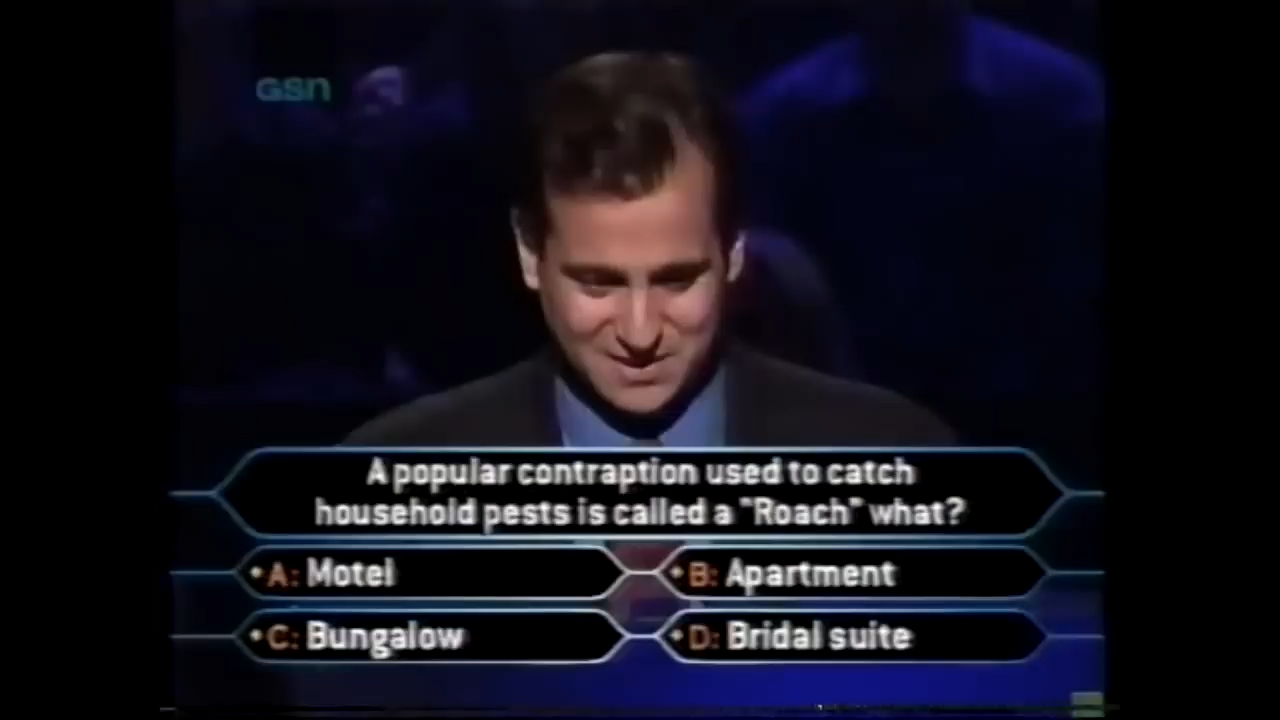 GSN
A popular contraption used to catch
household pests is called a "Roach" what?
A: Motel
B: Apartment
C: Bungalow
D: Bridal suite